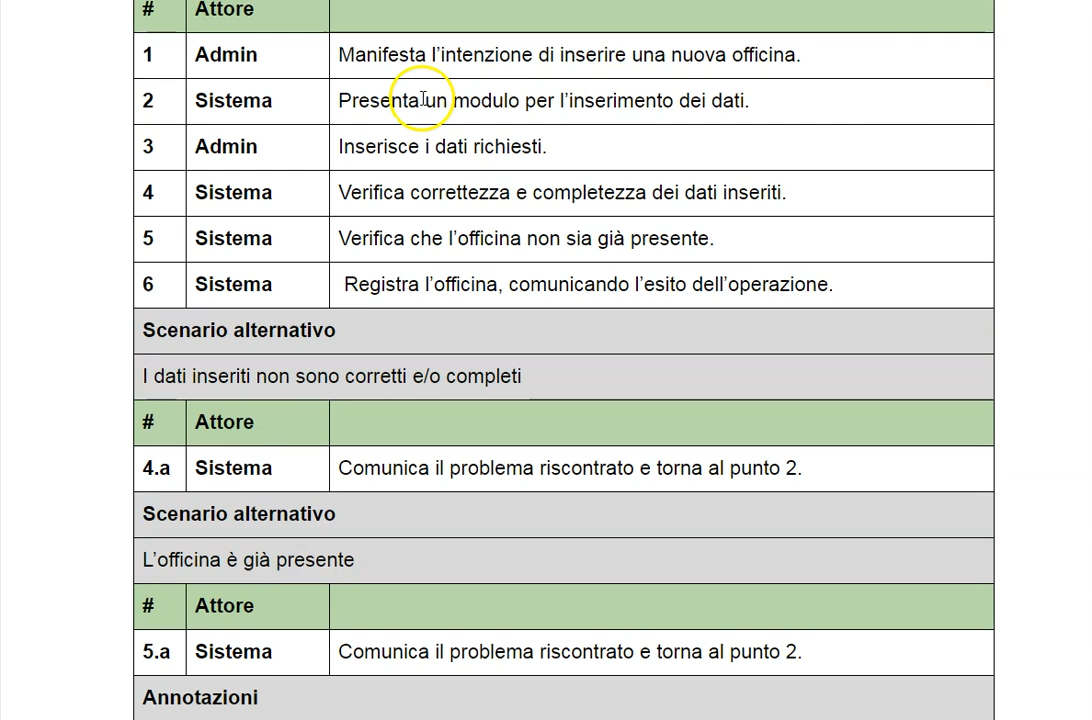 # Attore
1 Admin Manifesta l’intenzione di inserire una nuova officina.
2 Sistema Presenta un modulo per l’inserimento dei dati.
3 Admin Inserisce i dati richiesti.
4 Sistema Verifica correttezza e completezza dei dati inseriti.
5 Sistema Verifica che l’officina non sia già presente.
6 Sistema Registra l’officina, comunicando l’esito dell’operazione.
Scenario alternativo
I dati inseriti non sono corretti e/o completi
# Attore
4.a Sistema Comunica il problema riscontrato e torna al punto 2.
Scenario alternativo
L’officina è già presente
# Attore
5.a Sistema Comunica il problema riscontrato e torna al punto 2.
Annotazioni